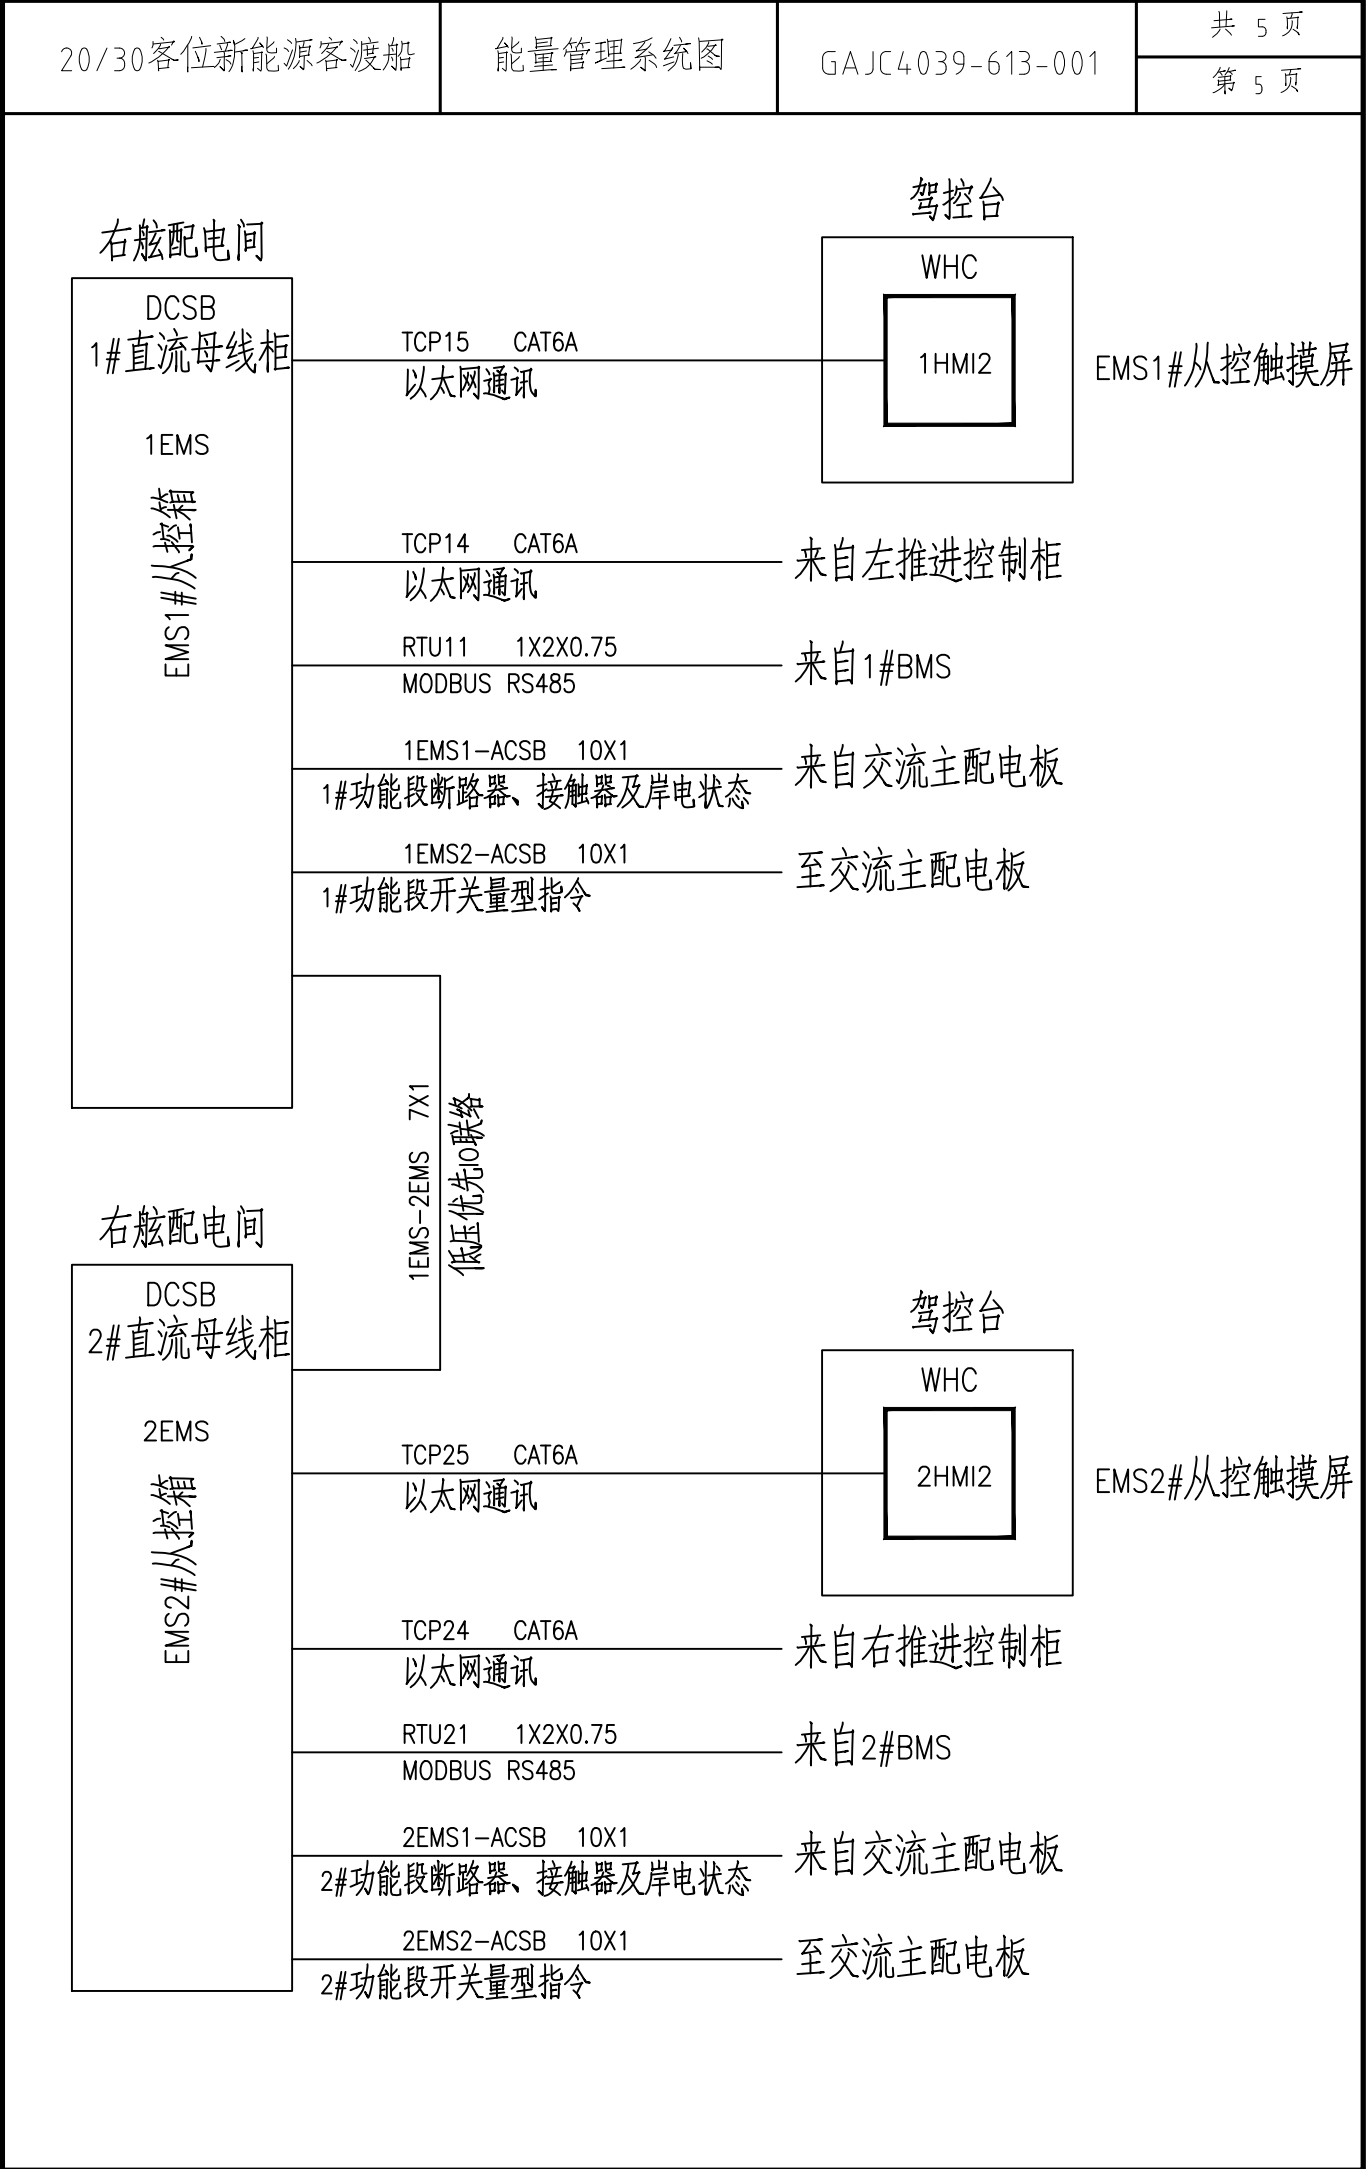 20/30客位新能源客渡船
能量管理系统图
GAJC4039-613-001
共 5 页
第 5 页
右舷配电间
DCSB
1#直流母线柜
1EMS
EMS1#从控箱
驾控台
WHC
1HMI2
EMS1#从控触摸屏
TCP15 CAT6A
以太网通讯
TCP14 CAT6A
以太网通讯
来自左推进控制柜
RTU11 1X2X0.75
MODBUS RS485
来自1#BMS
1EMS1-ACSB 10X1
1#功能段断路器、接触器及岸电状态
来自交流主配电板
1EMS2-ACSB 10X1
1#功能段开关量型指令
至交流主配电板
1EMS-2EMS 7X1
低压优先IO联络
右舷配电间
DCSB
2#直流母线柜
2EMS
EMS2#从控箱
驾控台
WHC
2HMI2
EMS2#从控触摸屏
TCP25 CAT6A
以太网通讯
TCP24 CAT6A
以太网通讯
来自右推进控制柜
RTU21 1X2X0.75
MODBUS RS485
来自2#BMS
2EMS1-ACSB 10X1
2#功能段断路器、接触器及岸电状态
来自交流主配电板
2EMS2-ACSB 10X1
2#功能段开关量型指令
至交流主配电板